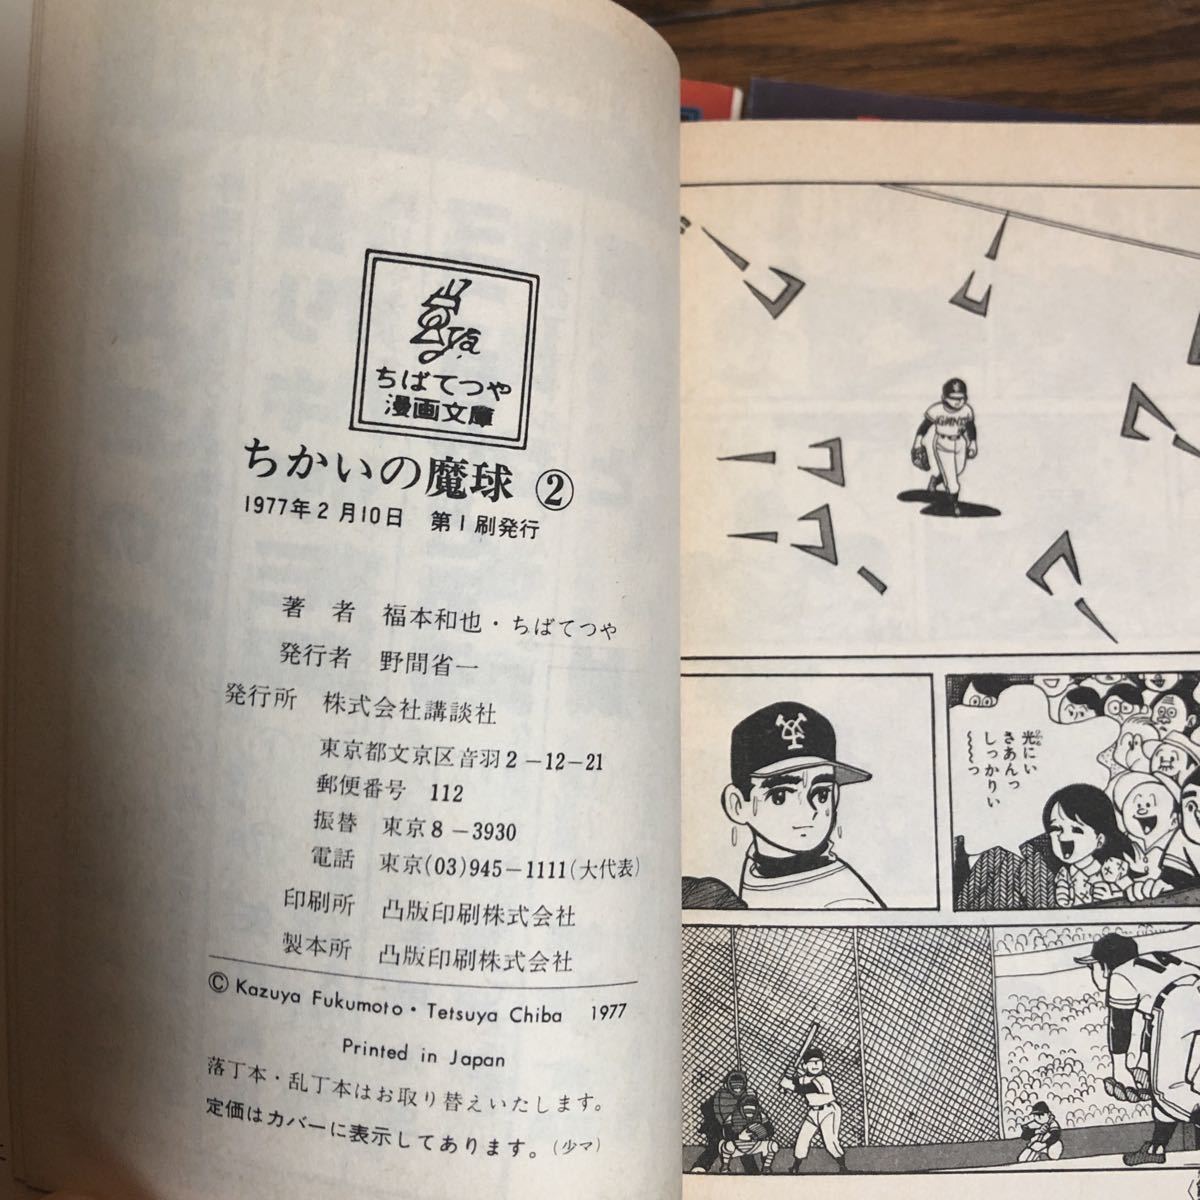 ちばてつや
漫画文庫
ちかいの魔球 ②
1977年2月10日 第1刷発行
著者 福本和也・ちばてつや
発行者 野間省一
発行所 株式会社講談社
東京都文京区音羽2-12-21
郵便番号 112
振替 東京8-3930
電話 東京(03)945-1111(大代表)
印刷所 凸版印刷株式会社
製本所 凸版印刷株式会社
© Kazuya Fukumoto・Tetsuya Chiba 1977
Printed in Japan
落丁本・乱丁本はお取り替えいたします。
定価はカバーに表示してあります。(少マ)
GIANTS
光にい
さあんっ
しっかりい
〜〜っ